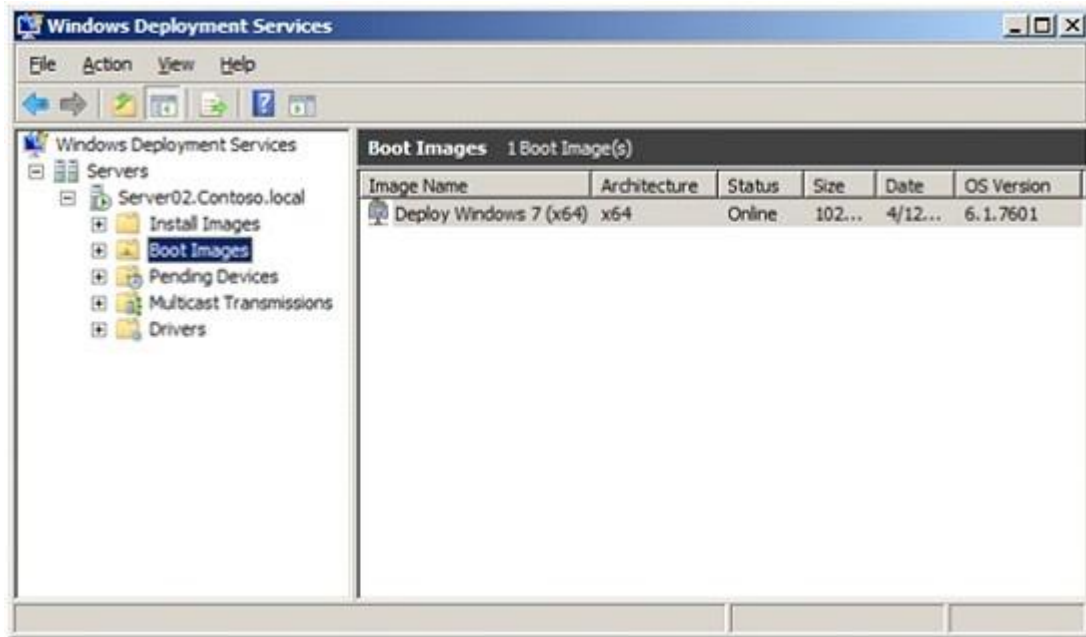 Windows Deployment Services
File Action View Help
Windows Deployment Services
Servers
Server02.Contoso.local
Install Images
Boot Images
Pending Devices
Multicast Transmissions
Drivers
Boot Images 1 Boot Image(s)
Image Name Architecture Status Size Date OS Version
Deploy Windows 7 (x64) x64 Online 102... 4/12... 6.1.7601